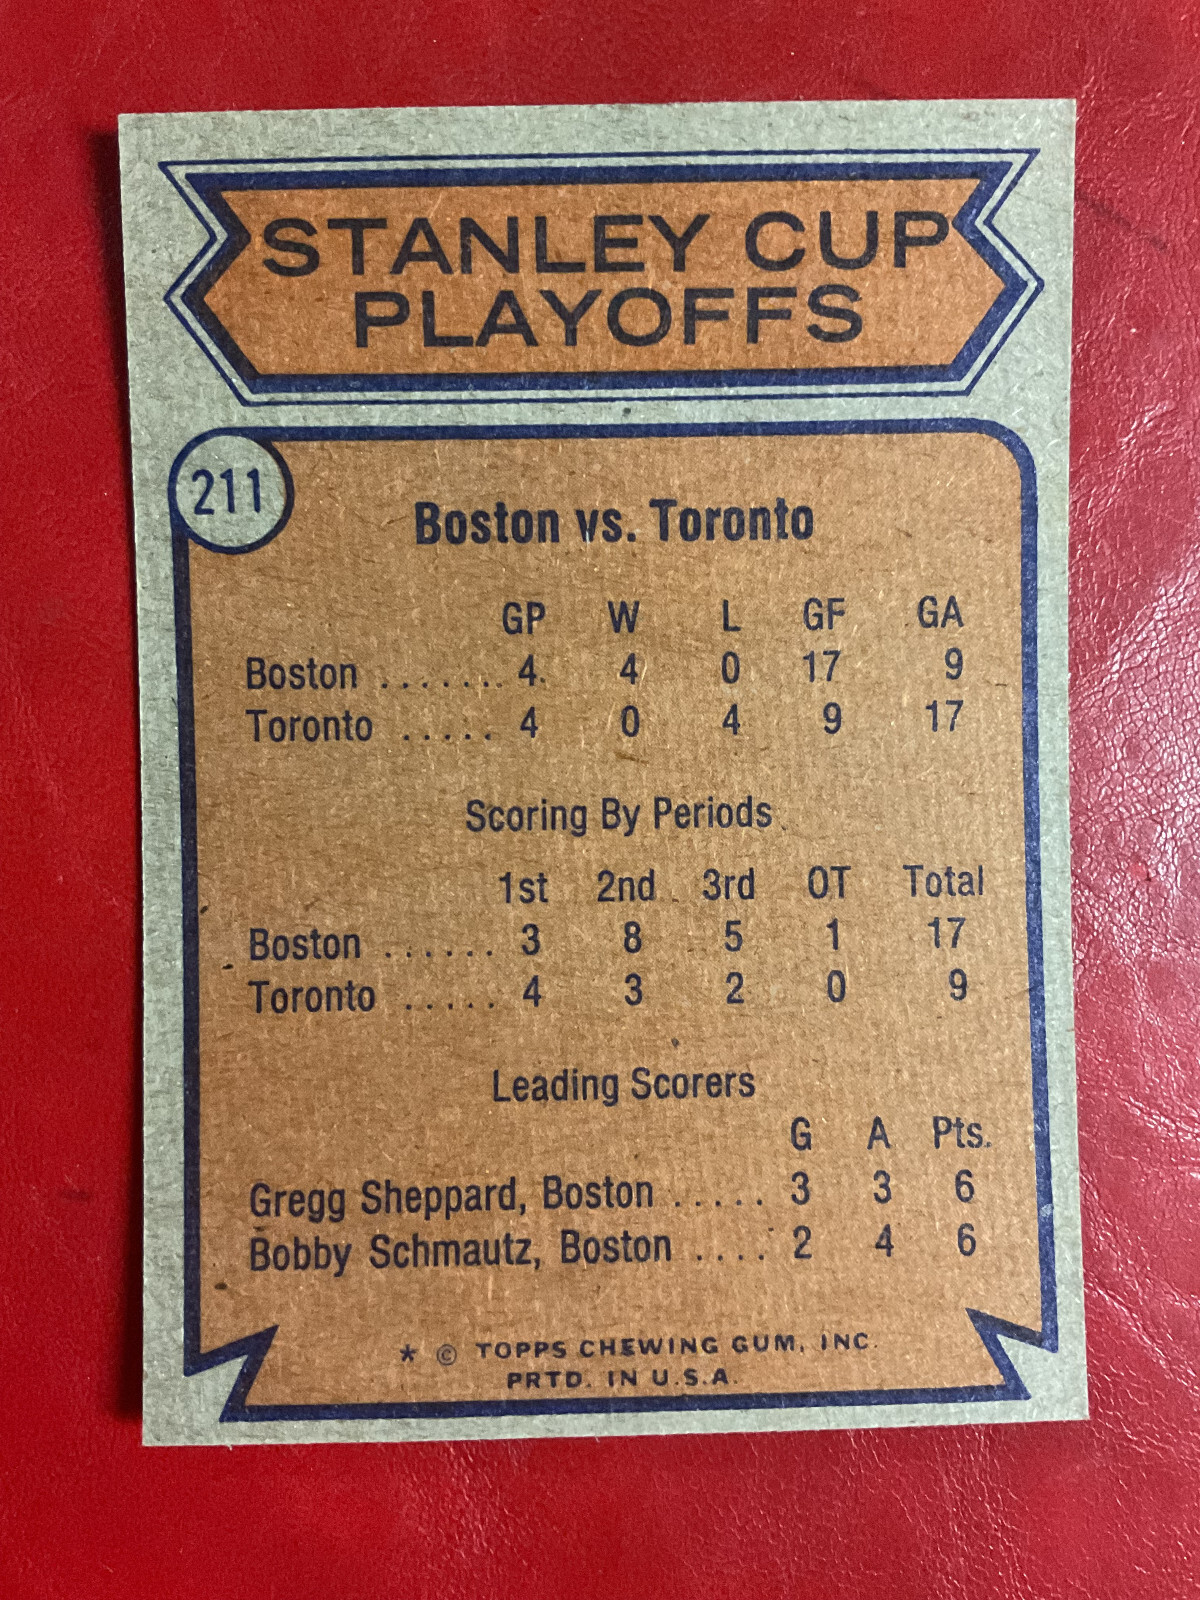 STANLEY CUP
PLAYOFFS
211
Boston vs. Toronto
GP W L GF GA
Boston ....... 4 4 0 17 9
Toronto ..... 4 0 4 9 17
Scoring By Periods
1st 2nd 3rd OT Total
Boston ...... 3 8 5 1 17
Toronto ..... 4 3 2 0 9
Leading Scorers
G A Pts.
Gregg Sheppard, Boston ..... 3 3 6
Bobby Schmautz, Boston .... 2 4 6
* © TOPPS CHEWING GUM, INC.
PRTD. IN U.S.A.